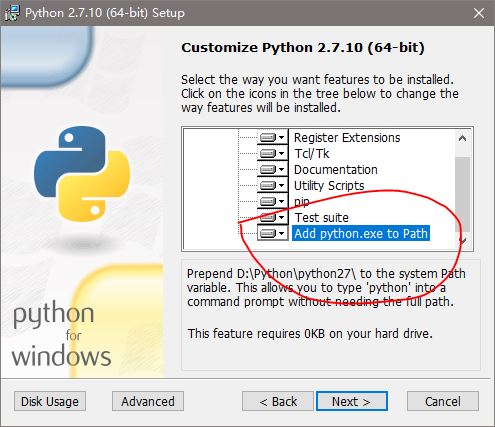 Python 2.7.10 (64-bit) Setup
Customize Python 2.7.10 (64-bit)
Select the way you want features to be installed.
Click on the icons in the tree below to change the
way features will be installed.
Register Extensions
Tcl/Tk
Documentation
Utility Scripts
pip
Test suite
Add python.exe to Path
Prepend D:\Python\python27\ to the system Path
variable. This allows you to type 'python' into a
command prompt without needing the full path.
This feature requires 0KB on your hard drive.
python
for
windows
Disk Usage
Advanced
< Back
Next >
Cancel